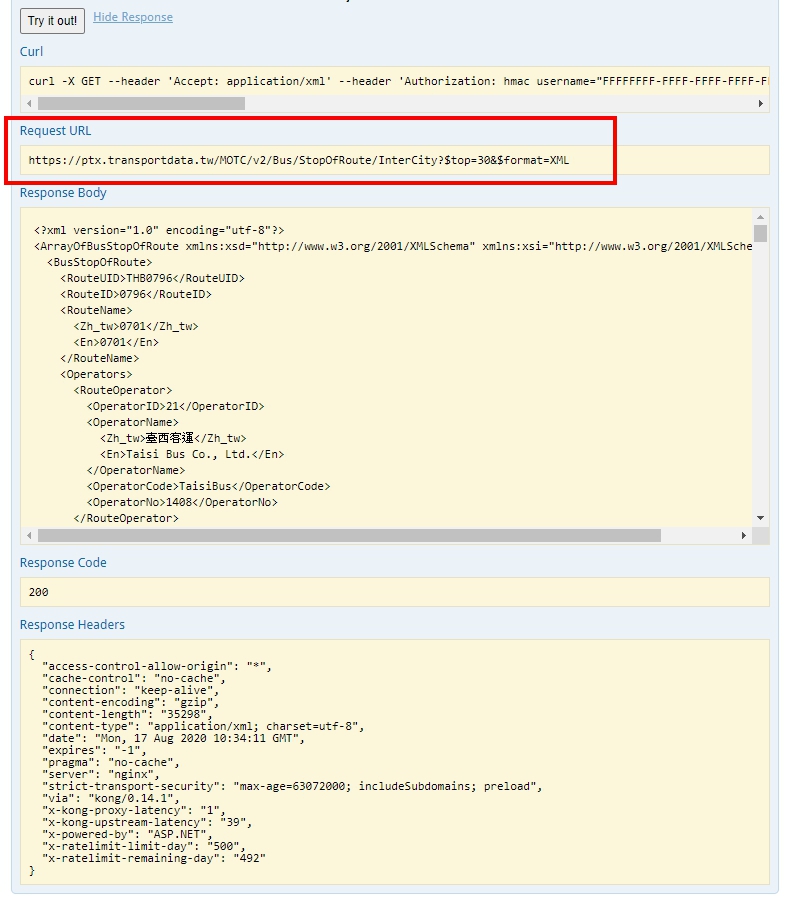 Try it out! Hide Response
Curl
curl -X GET --header 'Accept: application/xml' --header 'Authorization: hmac username="FFFFFFFF-FFFF-FFFF-FFFF-F
Request URL
https://ptx.transportdata.tw/MOTC/v2/Bus/StopOfRoute/InterCity?$top=30&$format=XML
Response Body
<?xml version="1.0" encoding="utf-8"?>
<ArrayOfBusStopOfRoute xmlns:xsd="http://www.w3.org/2001/XMLSchema" xmlns:xsi="http://www.w3.org/2001/XMLSche
  <BusStopOfRoute>
    <RouteUID>THB0796</RouteUID>
    <RouteID>0796</RouteID>
    <RouteName>
      <Zh_tw>0701</Zh_tw>
      <En>0701</En>
    </RouteName>
    <Operators>
      <RouteOperator>
        <OperatorID>21</OperatorID>
        <OperatorName>
          <Zh_tw>臺西客運</Zh_tw>
          <En>Taisi Bus Co., Ltd.</En>
        </OperatorName>
        <OperatorCode>TaisiBus</OperatorCode>
        <OperatorNo>1408</OperatorNo>
      </RouteOperator>
Response Code
200
Response Headers
{
  "access-control-allow-origin": "*",
  "cache-control": "no-cache",
  "connection": "keep-alive",
  "content-encoding": "gzip",
  "content-length": "35298",
  "content-type": "application/xml; charset=utf-8",
  "date": "Mon, 17 Aug 2020 10:34:11 GMT",
  "expires": "-1",
  "pragma": "no-cache",
  "server": "nginx",
  "strict-transport-security": "max-age=63072000; includeSubdomains; preload",
  "via": "kong/0.14.1",
  "x-kong-proxy-latency": "1",
  "x-kong-upstream-latency": "39",
  "x-powered-by": "ASP.NET",
  "x-ratelimit-limit-day": "500",
  "x-ratelimit-remaining-day": "492"
}